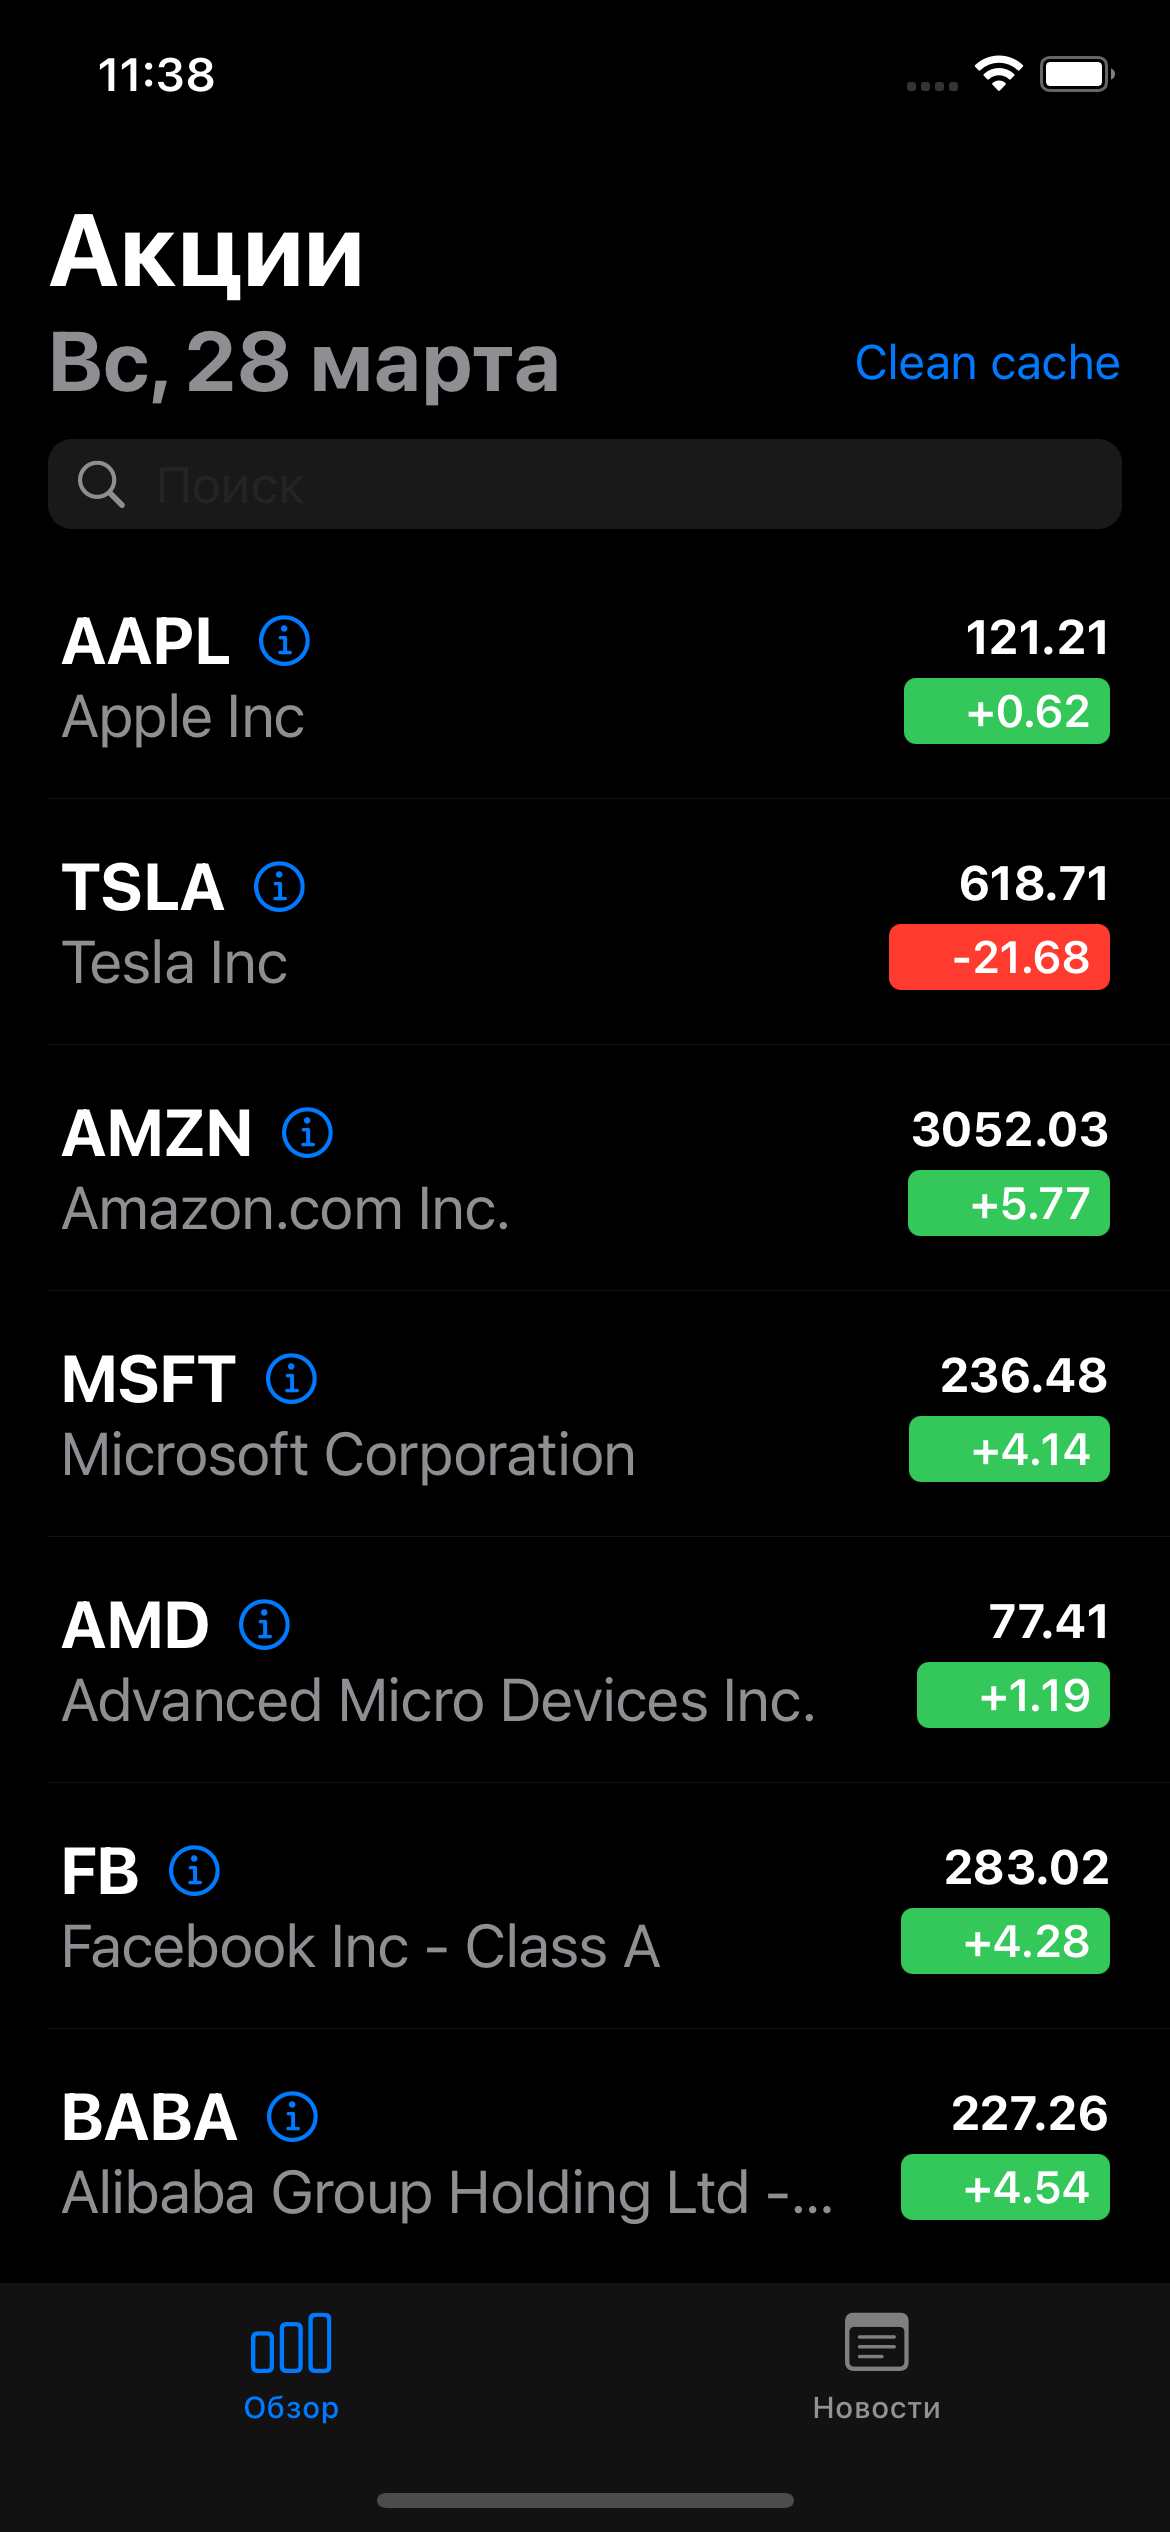 11:38
Акции
Вс, 28 марта
Clean cache
Поиск
AAPL
121.21
Apple Inc
+0.62
TSLA
618.71
Tesla Inc
-21.68
AMZN
3052.03
Amazon.com Inc.
+5.77
MSFT
236.48
Microsoft Corporation
+4.14
AMD
77.41
Advanced Micro Devices Inc.
+1.19
FB
283.02
Facebook Inc - Class A
+4.28
BABA
227.26
Alibaba Group Holding Ltd -...
+4.54
Обзор
Новости